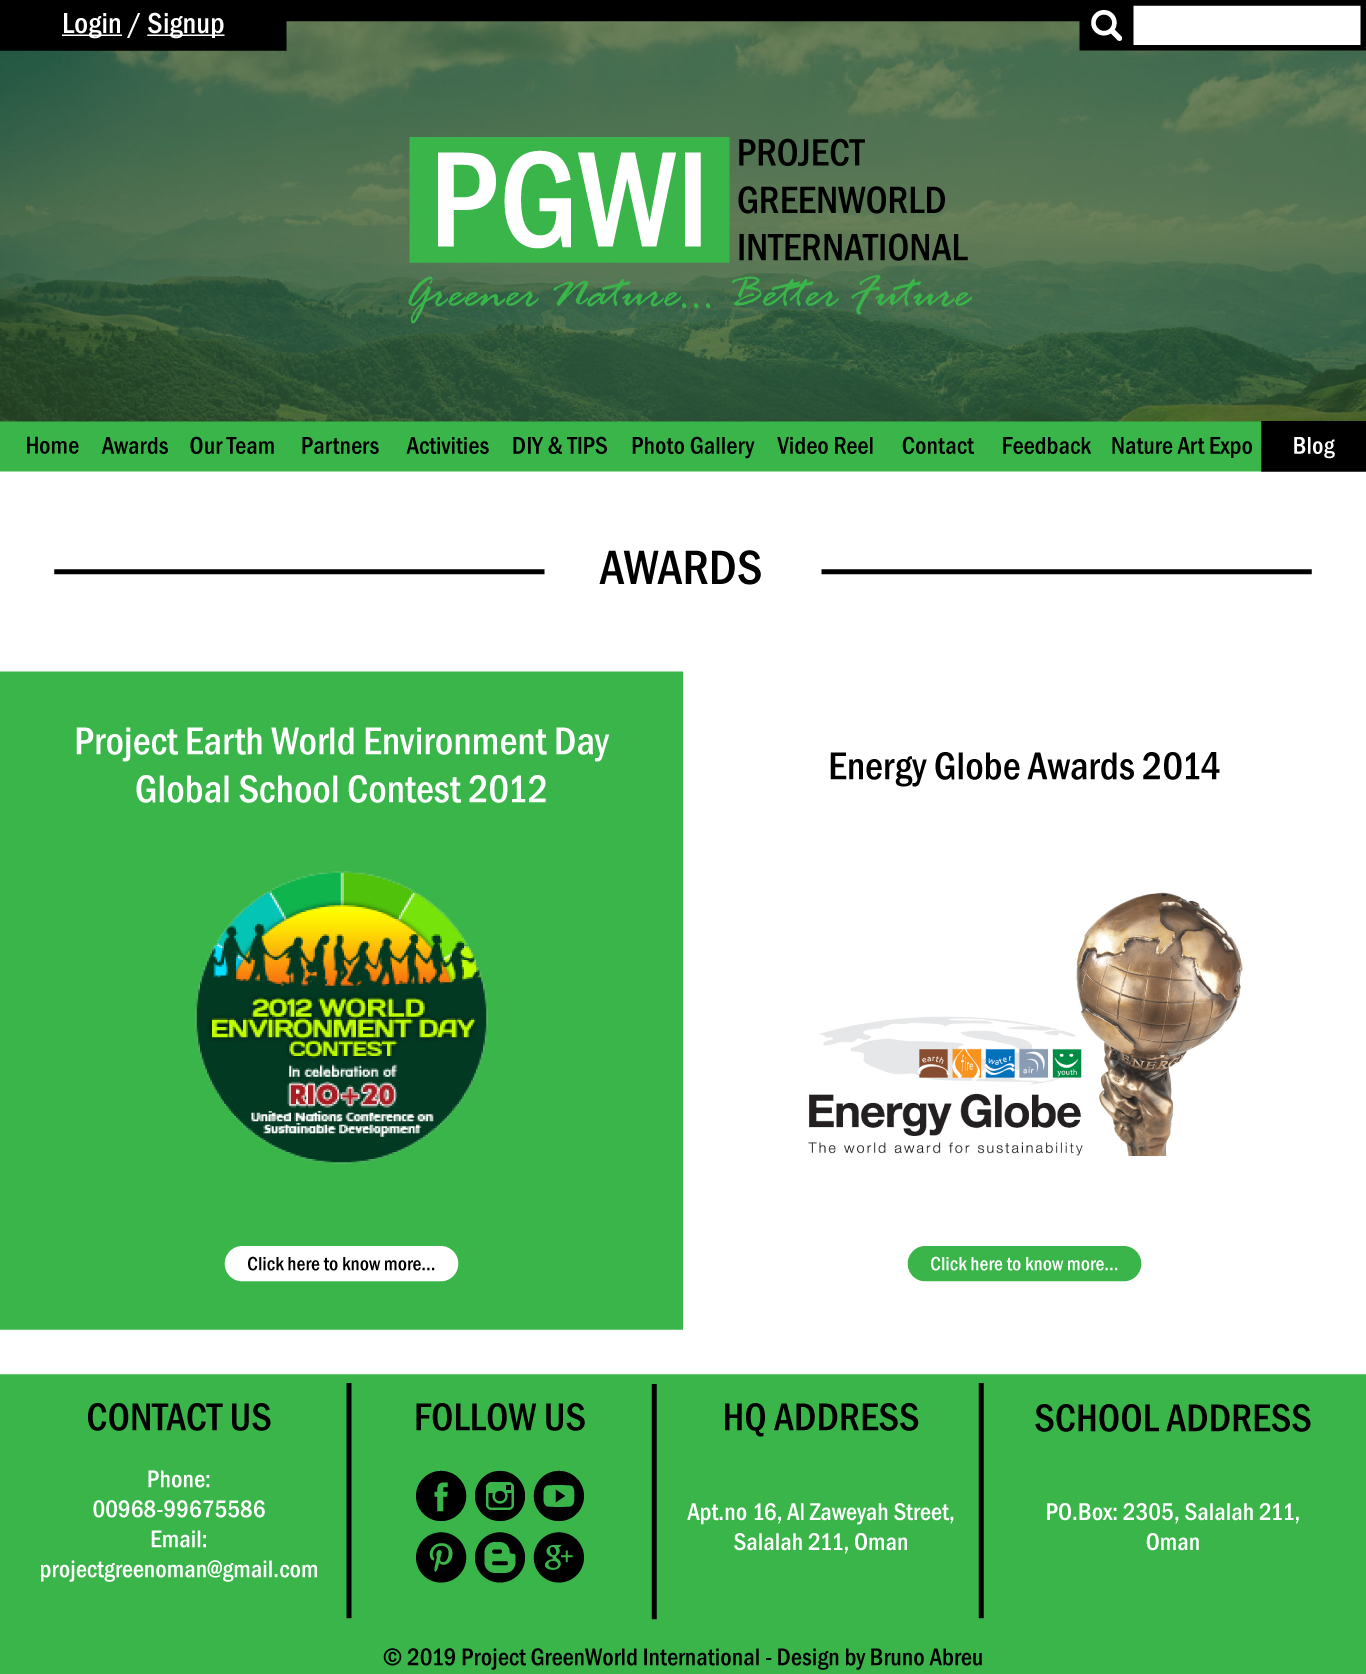 Login / Signup
PGWI
PROJECT
GREENWORLD
INTERNATIONAL
Greener Nature... Better Future
Home Awards Our Team Partners Activities DIY & TIPS Photo Gallery Video Reel Contact Feedback Nature Art Expo Blog
AWARDS
Project Earth World Environment Day
Global School Contest 2012
2012 WORLD
ENVIRONMENT DAY
CONTEST
In celebration of
RIO+20
United Nations Conference on
Sustainable Development
Click here to know more...
Energy Globe Awards 2014
ENERG
earth fire water air youth
Energy Globe
The world award for sustainability
Click here to know more...
CONTACT US
Phone:
00968-99675586
Email:
projectgreenoman@gmail.com
FOLLOW US
HQ ADDRESS
Apt.no 16, Al Zaweyah Street,
Salalah 211, Oman
SCHOOL ADDRESS
PO.Box: 2305, Salalah 211,
Oman
© 2019 Project GreenWorld International - Design by Bruno Abreu